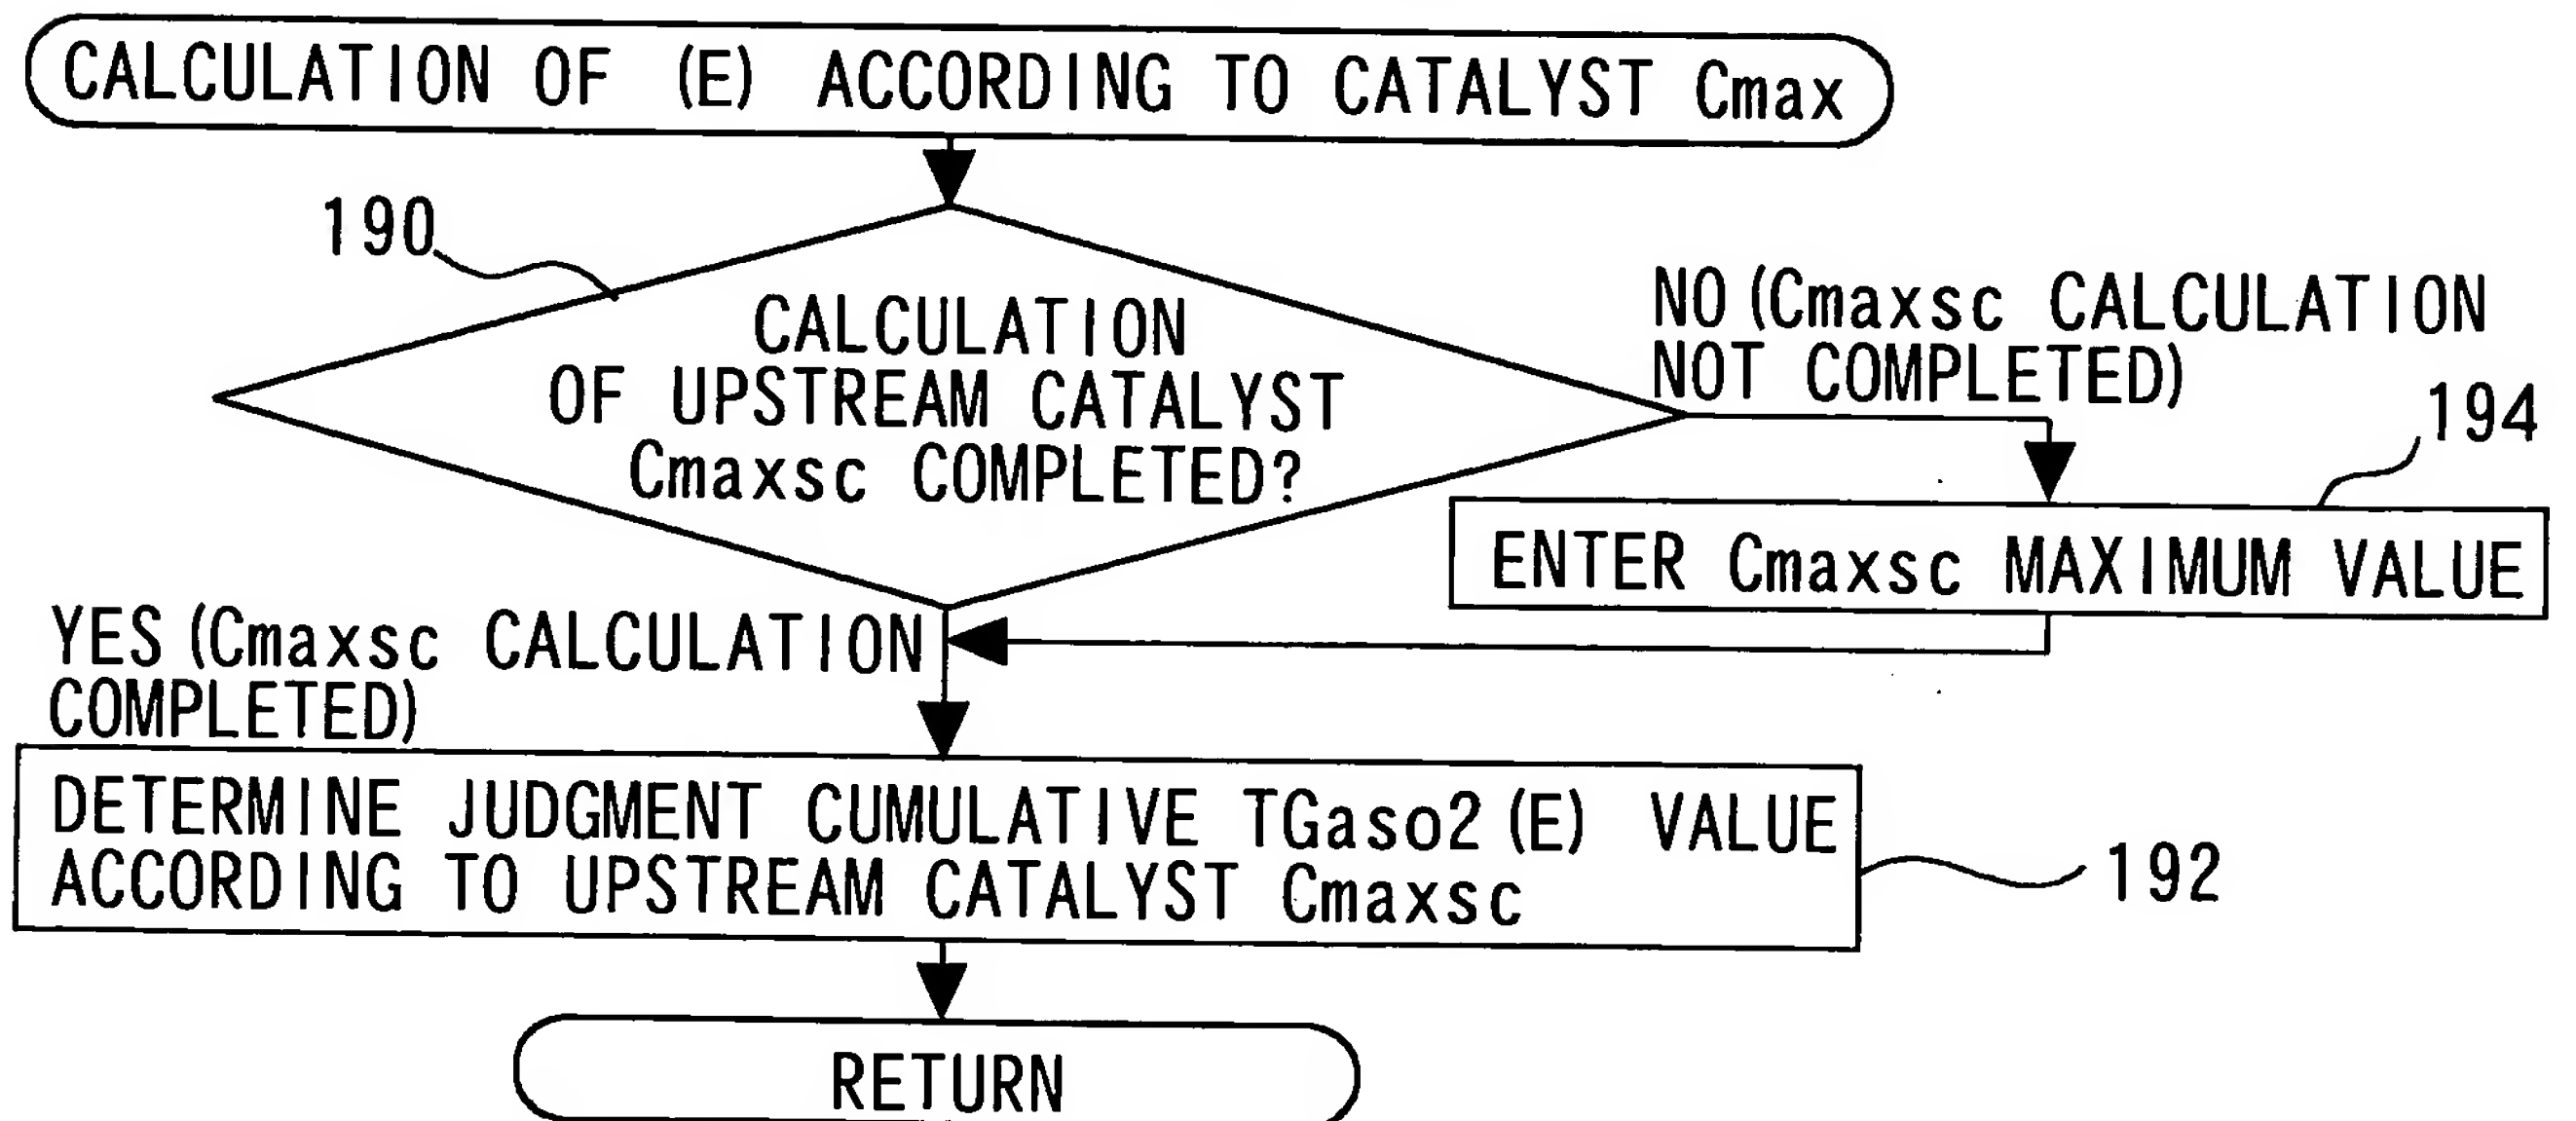 CALCULATION OF (E) ACCORDING TO CATALYST Cmax
190
CALCULATION
OF UPSTREAM CATALYST
Cmaxsc COMPLETED?
NO (Cmaxsc CALCULATION
NOT COMPLETED)
194
ENTER Cmaxsc MAXIMUM VALUE
YES (Cmaxsc CALCULATION
COMPLETED)
DETERMINE JUDGMENT CUMULATIVE TGaso2 (E) VALUE
ACCORDING TO UPSTREAM CATALYST Cmaxsc
192
RETURN